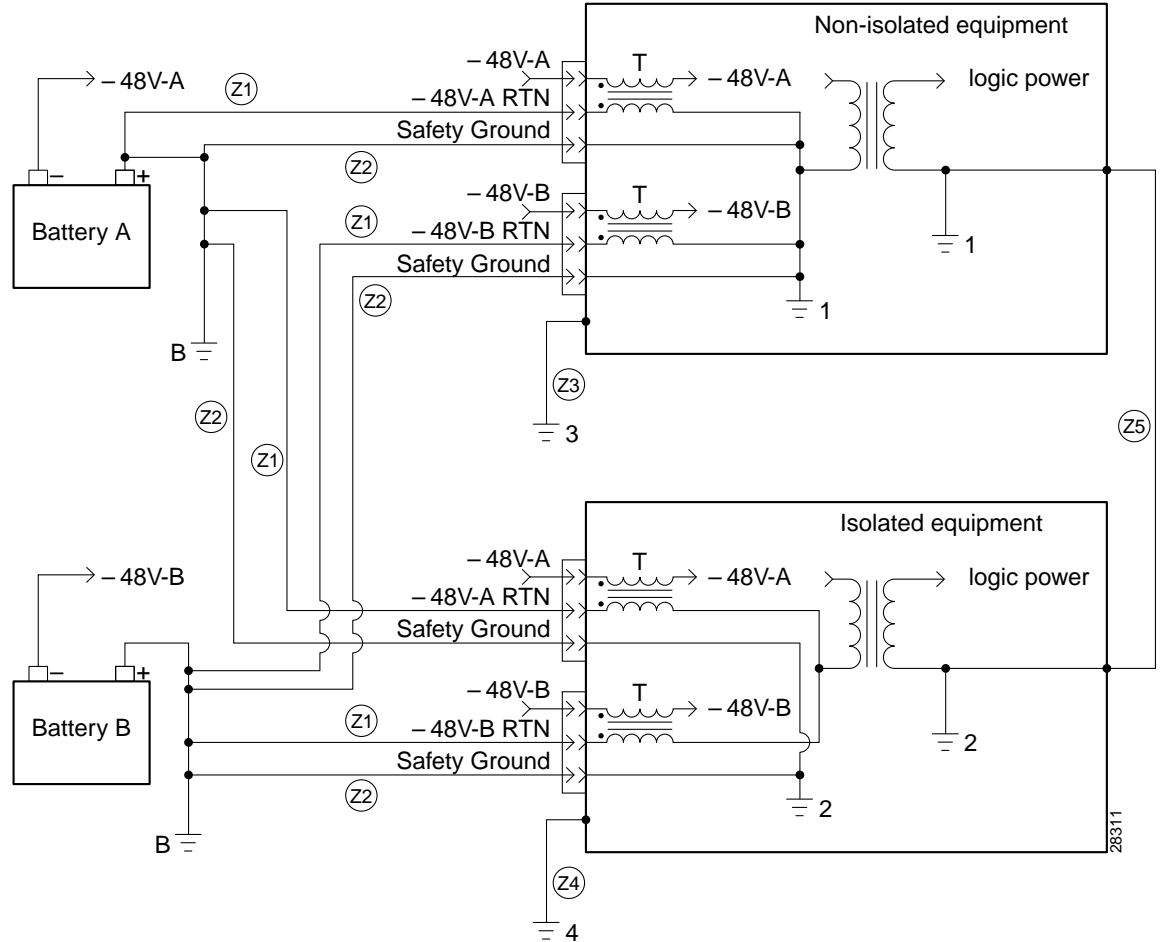 Non-isolated equipment
– 48V-A
– 48V-A
T
– 48V-A
logic power
Z1
– 48V-A RTN
Safety Ground
Z2
– +
Battery A
– 48V-B
T
– 48V-B
Z1
– 48V-B RTN
Safety Ground
1
Z2
1
B
Z3
3
Z2
Z1
Z5
Isolated equipment
– 48V-B
– 48V-A
T
– 48V-A
logic power
– 48V-A RTN
Safety Ground
– +
Battery B
– 48V-B
T
– 48V-B
Z1
– 48V-B RTN
Safety Ground
2
Z2
2
B
28311
Z4
4